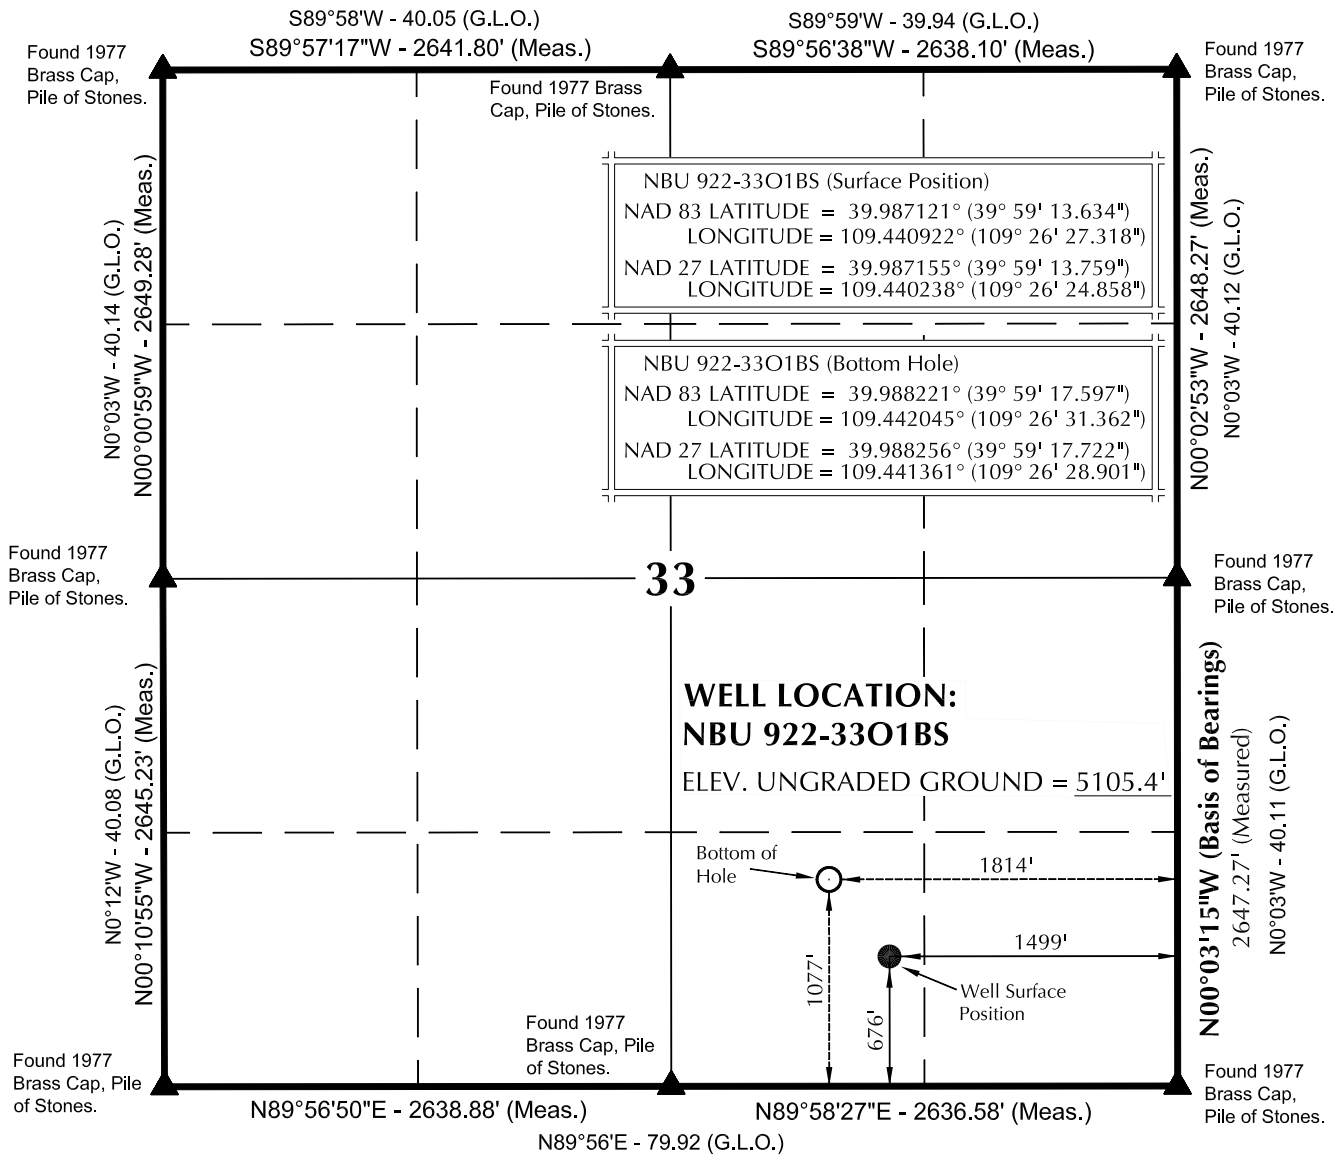 S89°58'W - 40.05 (G.L.O.)
S89°57'17"W - 2641.80' (Meas.)
S89°59'W - 39.94 (G.L.O.)
S89°56'38"W - 2638.10' (Meas.)
Found 1977
Brass Cap,
Pile of Stones.
Found 1977 Brass
Cap, Pile of Stones.
Found 1977
Brass Cap,
Pile of Stones.
N0°03'W - 40.14 (G.L.O.)
N00°00'59"W - 2649.28' (Meas.)
NBU 922-33O1BS (Surface Position)
NAD 83 LATITUDE = 39.987121° (39° 59' 13.634")
LONGITUDE = 109.440922° (109° 26' 27.318")
NAD 27 LATITUDE = 39.987155° (39° 59' 13.759")
LONGITUDE = 109.440238° (109° 26' 24.858")
NBU 922-33O1BS (Bottom Hole)
NAD 83 LATITUDE = 39.988221° (39° 59' 17.597")
LONGITUDE = 109.442045° (109° 26' 31.362")
NAD 27 LATITUDE = 39.988256° (39° 59' 17.722")
LONGITUDE = 109.441361° (109° 26' 28.901")
N00°02'53"W - 2648.27' (Meas.)
N0°03'W - 40.12 (G.L.O.)
Found 1977
Brass Cap,
Pile of Stones.
33
Found 1977
Brass Cap,
Pile of Stones.
N0°12'W - 40.08 (G.L.O.)
N00°10'55"W - 2645.23' (Meas.)
WELL LOCATION:
NBU 922-33O1BS
ELEV. UNGRADED GROUND = 5105.4'
Bottom of
Hole
1814'
1077'
1499'
676'
Well Surface
Position
N00°03'15"W (Basis of Bearings)
2647.27' (Measured)
N0°03'W - 40.11 (G.L.O.)
Found 1977
Brass Cap, Pile
of Stones.
Found 1977
Brass Cap, Pile
of Stones.
Found 1977
Brass Cap,
Pile of Stones.
N89°56'50"E - 2638.88' (Meas.)
N89°58'27"E - 2636.58' (Meas.)
N89°56'E - 79.92 (G.L.O.)